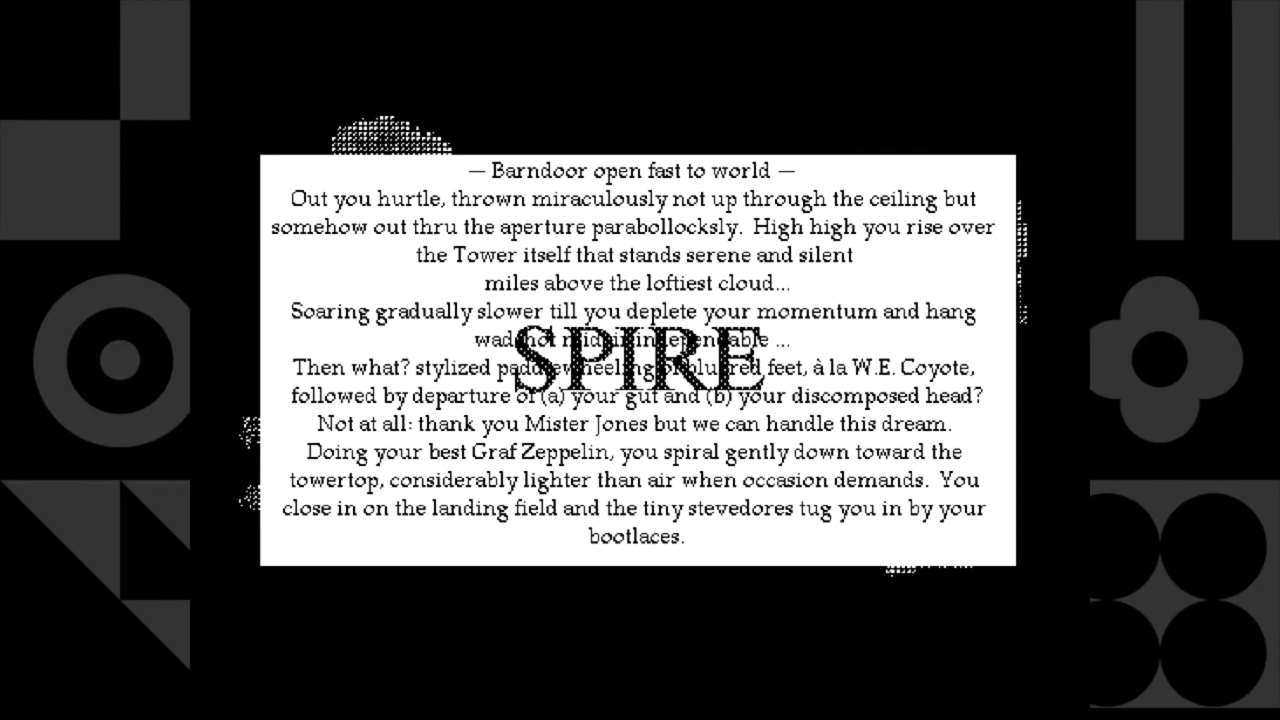 — Barndoor open fast to world —
Out you hurtle, thrown miraculously not up through the ceiling but
somehow out thru the aperture parabollocksly. High high you rise over
the Tower itself that stands serene and silent
miles above the loftiest cloud...
Soaring gradually slower till you deplete your momentum and hang
...
SPIRE
Then what? stylized of blurred feet, à la W.E. Coyote,
followed by departure of (a) your gut and (b) your discomposed head?
Not at all: thank you Mister Jones but we can handle this dream.
Doing your best Graf Zeppelin, you spiral gently down toward the
towertop, considerably lighter than air when occasion demands. You
close in on the landing field and the tiny stevedores tug you in by your
bootlaces.